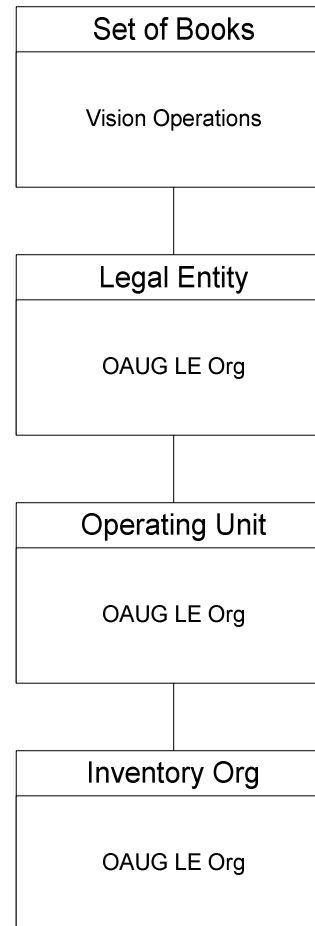 Set of Books
Vision Operations
Legal Entity
OAUG LE Org
Operating Unit
OAUG LE Org
Inventory Org
OAUG LE Org